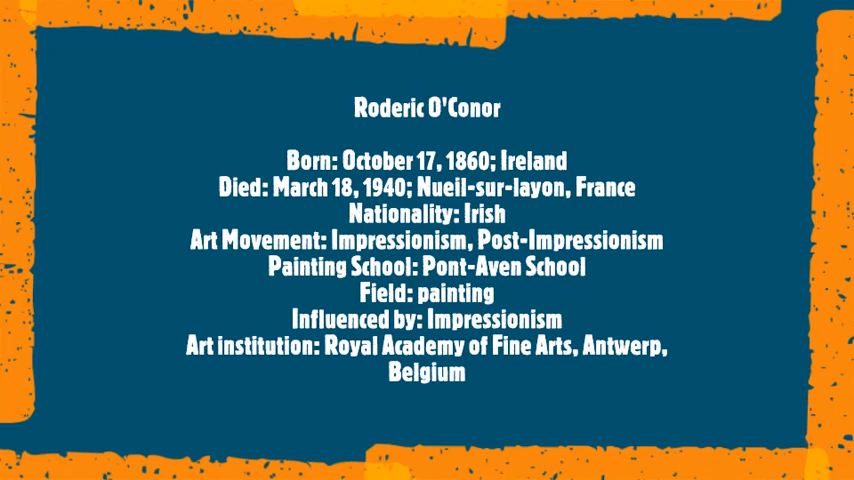 Roderic O'Conor
Born: October 17, 1860; Ireland
Died: March 18, 1940; Nueil-sur-layon, France
Nationality: Irish
Art Movement: Impressionism, Post-Impressionism
Painting School: Pont-Aven School
Field: painting
Influenced by: Impressionism
Art institution: Royal Academy of Fine Arts, Antwerp,
Belgium